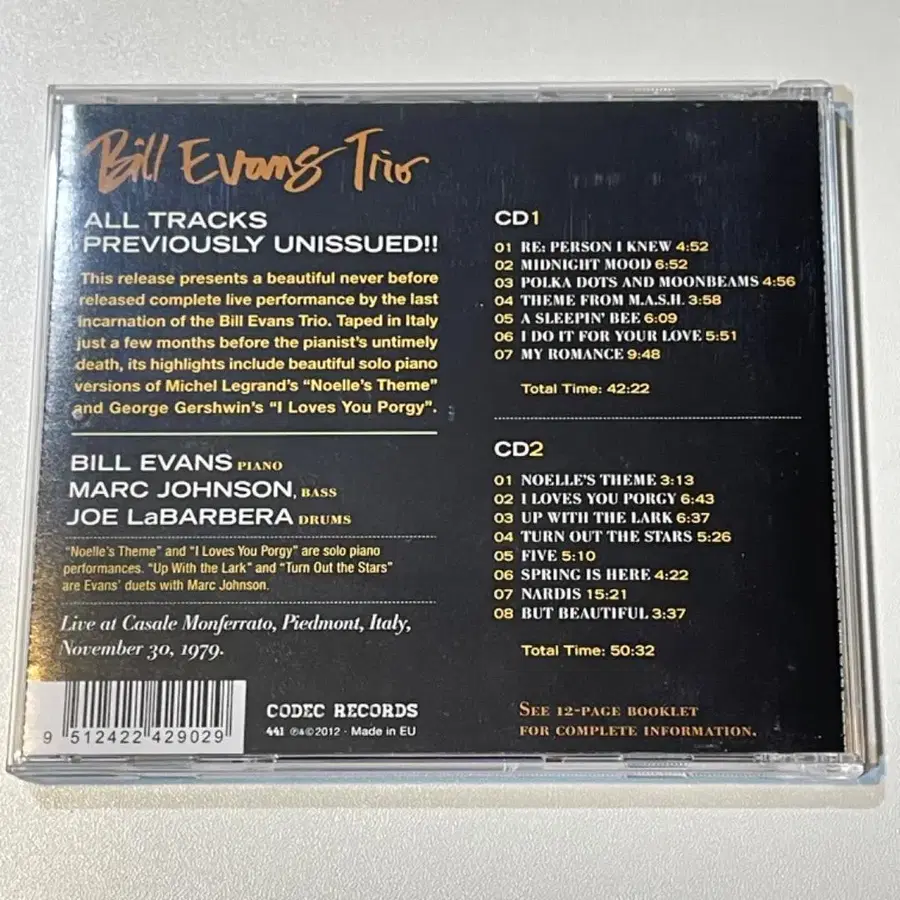 Bill Evans Trio
ALL TRACKS
PREVIOUSLY UNISSUED!!
This release presents a beautiful never before
released complete live performance by the last
incarnation of the Bill Evans Trio. Taped in Italy
just a few months before the pianist's untimely
death, its highlights include beautiful solo piano
versions of Michel Legrand's "Noelle's Theme"
and George Gershwin's "I Loves You Porgy".
BILL EVANS PIANO
MARC JOHNSON, BASS
JOE LaBARBERA DRUMS
"Noelle's Theme" and "I Loves You Porgy" are solo piano
performances. "Up With the Lark" and "Turn Out the Stars"
are Evans' duets with Marc Johnson.
Live at Casale Monferrato, Piedmont, Italy,
November 30, 1979.
9 512422 429029
CODEC RECORDS
441 ℗&©2012 - Made in EU
CD1
01 RE: PERSON I KNEW 4:52
02 MIDNIGHT MOOD 6:52
03 POLKA DOTS AND MOONBEAMS 4:56
04 THEME FROM M.A.S.H. 3:58
05 A SLEEPIN' BEE 6:09
06 I DO IT FOR YOUR LOVE 5:51
07 MY ROMANCE 9:48
Total Time: 42:22
CD2
01 NOELLE'S THEME 3:13
02 I LOVES YOU PORGY 6:43
03 UP WITH THE LARK 6:37
04 TURN OUT THE STARS 5:26
05 FIVE 5:10
06 SPRING IS HERE 4:22
07 NARDIS 15:21
08 BUT BEAUTIFUL 3:37
Total Time: 50:32
SEE 12-PAGE BOOKLET
FOR COMPLETE INFORMATION.